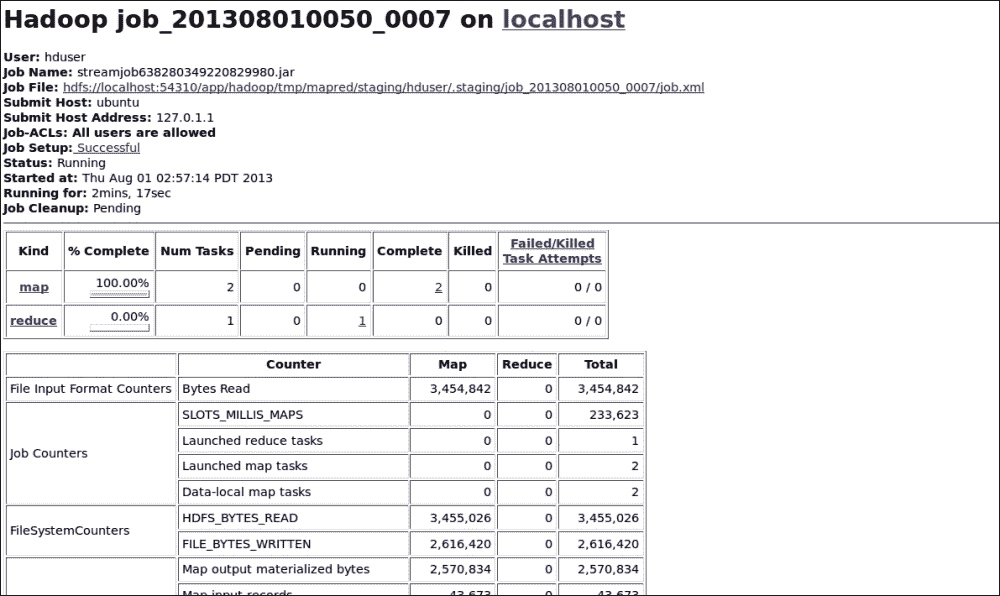 Hadoop job_201308010050_0007 on localhost
User: hduser
Job Name: streamjob638280349220829980.jar
Job File: hdfs://localhost:54310/app/hadoop/tmp/mapred/staging/hduser/.staging/job_201308010050_0007/job.xml
Submit Host: ubuntu
Submit Host Address: 127.0.1.1
Job-ACLs: All users are allowed
Job Setup: Successful
Status: Running
Started at: Thu Aug 01 02:57:14 PDT 2013
Running for: 2mins, 17sec
Job Cleanup: Pending
Kind % Complete Num Tasks Pending Running Complete Killed Failed/Killed Task Attempts
map 100.00% 2 0 0 2 0 0 / 0
reduce 0.00% 1 0 1 0 0 0 / 0
Counter Map Reduce Total
File Input Format Counters Bytes Read 3,454,842 0 3,454,842
Job Counters SLOTS_MILLIS_MAPS 0 0 233,623
Launched reduce tasks 0 0 1
Launched map tasks 0 0 2
Data-local map tasks 0 0 2
FileSystemCounters HDFS_BYTES_READ 3,455,026 0 3,455,026
FILE_BYTES_WRITTEN 2,616,420 0 2,616,420
Map output materialized bytes 2,570,834 0 2,570,834
Map input records 43,673 0 43,673